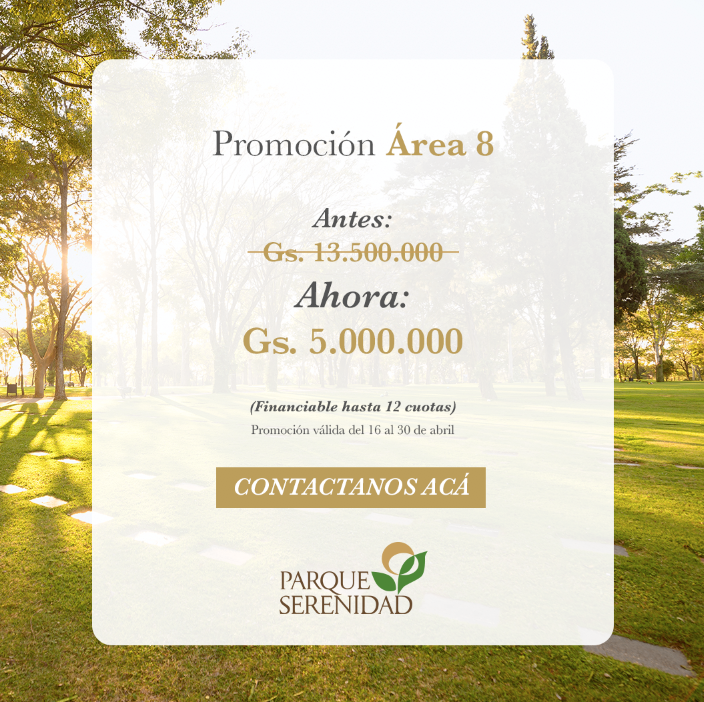 Promoción Área 8
Antes:
Gs. 13.500.000
Ahora:
Gs. 5.000.000
(Financiable hasta 12 cuotas)
Promoción válida del 16 al 30 de abril
CONTACTANOS ACÁ
PARQUE
SERENIDAD